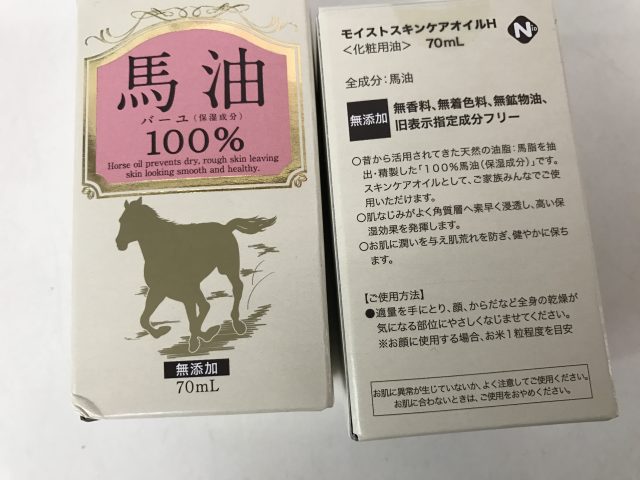 馬油
バーユ(保湿成分)
100%
Horse oil prevents dry, rough skin leaving
skin looking smooth and healthy.
無添加
70mL
モイストスキンケアオイルH
＜化粧用油＞ 70mL
N
全成分：馬油
無添加
無香料、無着色料、無鉱物油、
旧表示指定成分フリー
○昔から活用されてきた天然の油脂：馬脂を抽
出・精製した「100％馬油（保湿成分）」です。
スキンケアオイルとして、ご家族みんなでご使
用いただけます。
○肌なじみがよく角質層へ素早く浸透し、高い保
湿効果を発揮します。
○お肌に潤いを与え肌荒れを防ぎ、健やかに保ち
ます。
【ご使用方法】
●適量を手にとり、顔、からだなど全身の乾燥が
気になる部位にやさしくなじませてください。
※お顔に使用する場合、お米1粒程度を目安
お肌に異常が生じていないか、よく注意してご使用ください。
お肌に合わないときは、ご使用をおやめください。